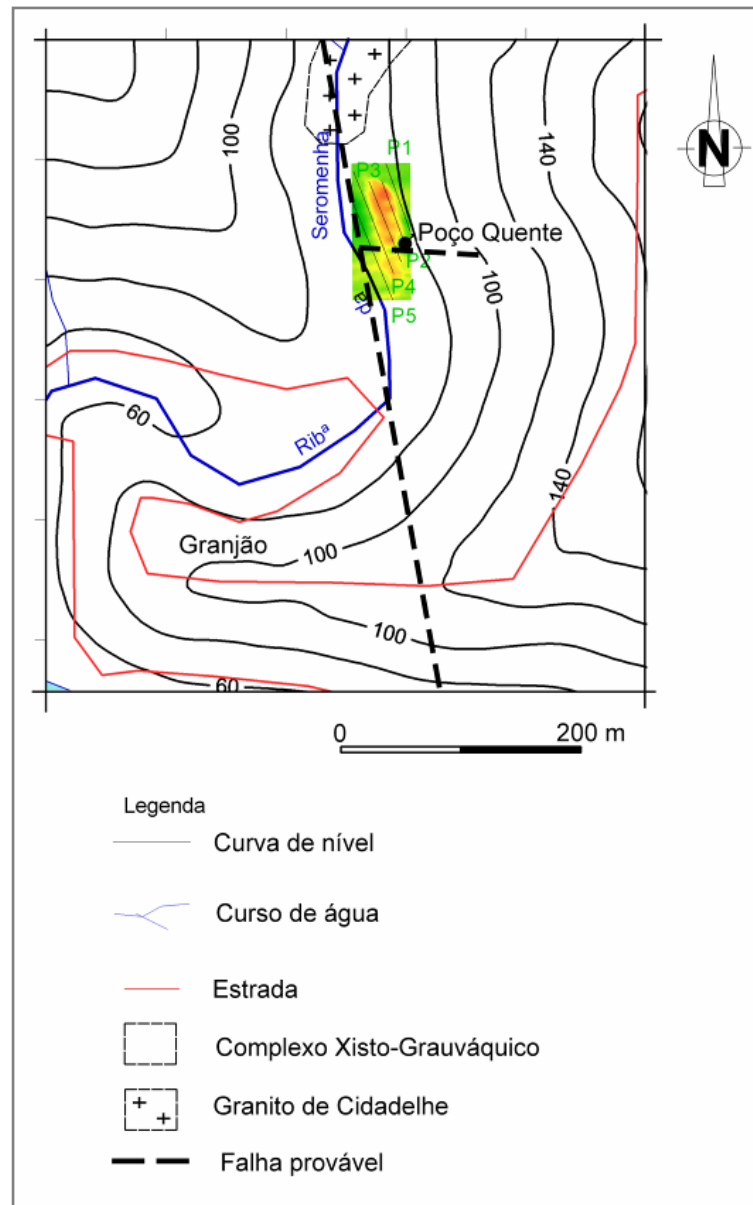 100
P1
140
N
P3
Seromenha
Poço Quente
P2
100
P4
da
P5
60
Ribª
140
Granjão
100
100
60
0 200 m
Legenda
Curva de nível
Curso de água
Estrada
Complexo Xisto-Grauváquico
Granito de Cidadelhe
Falha provável